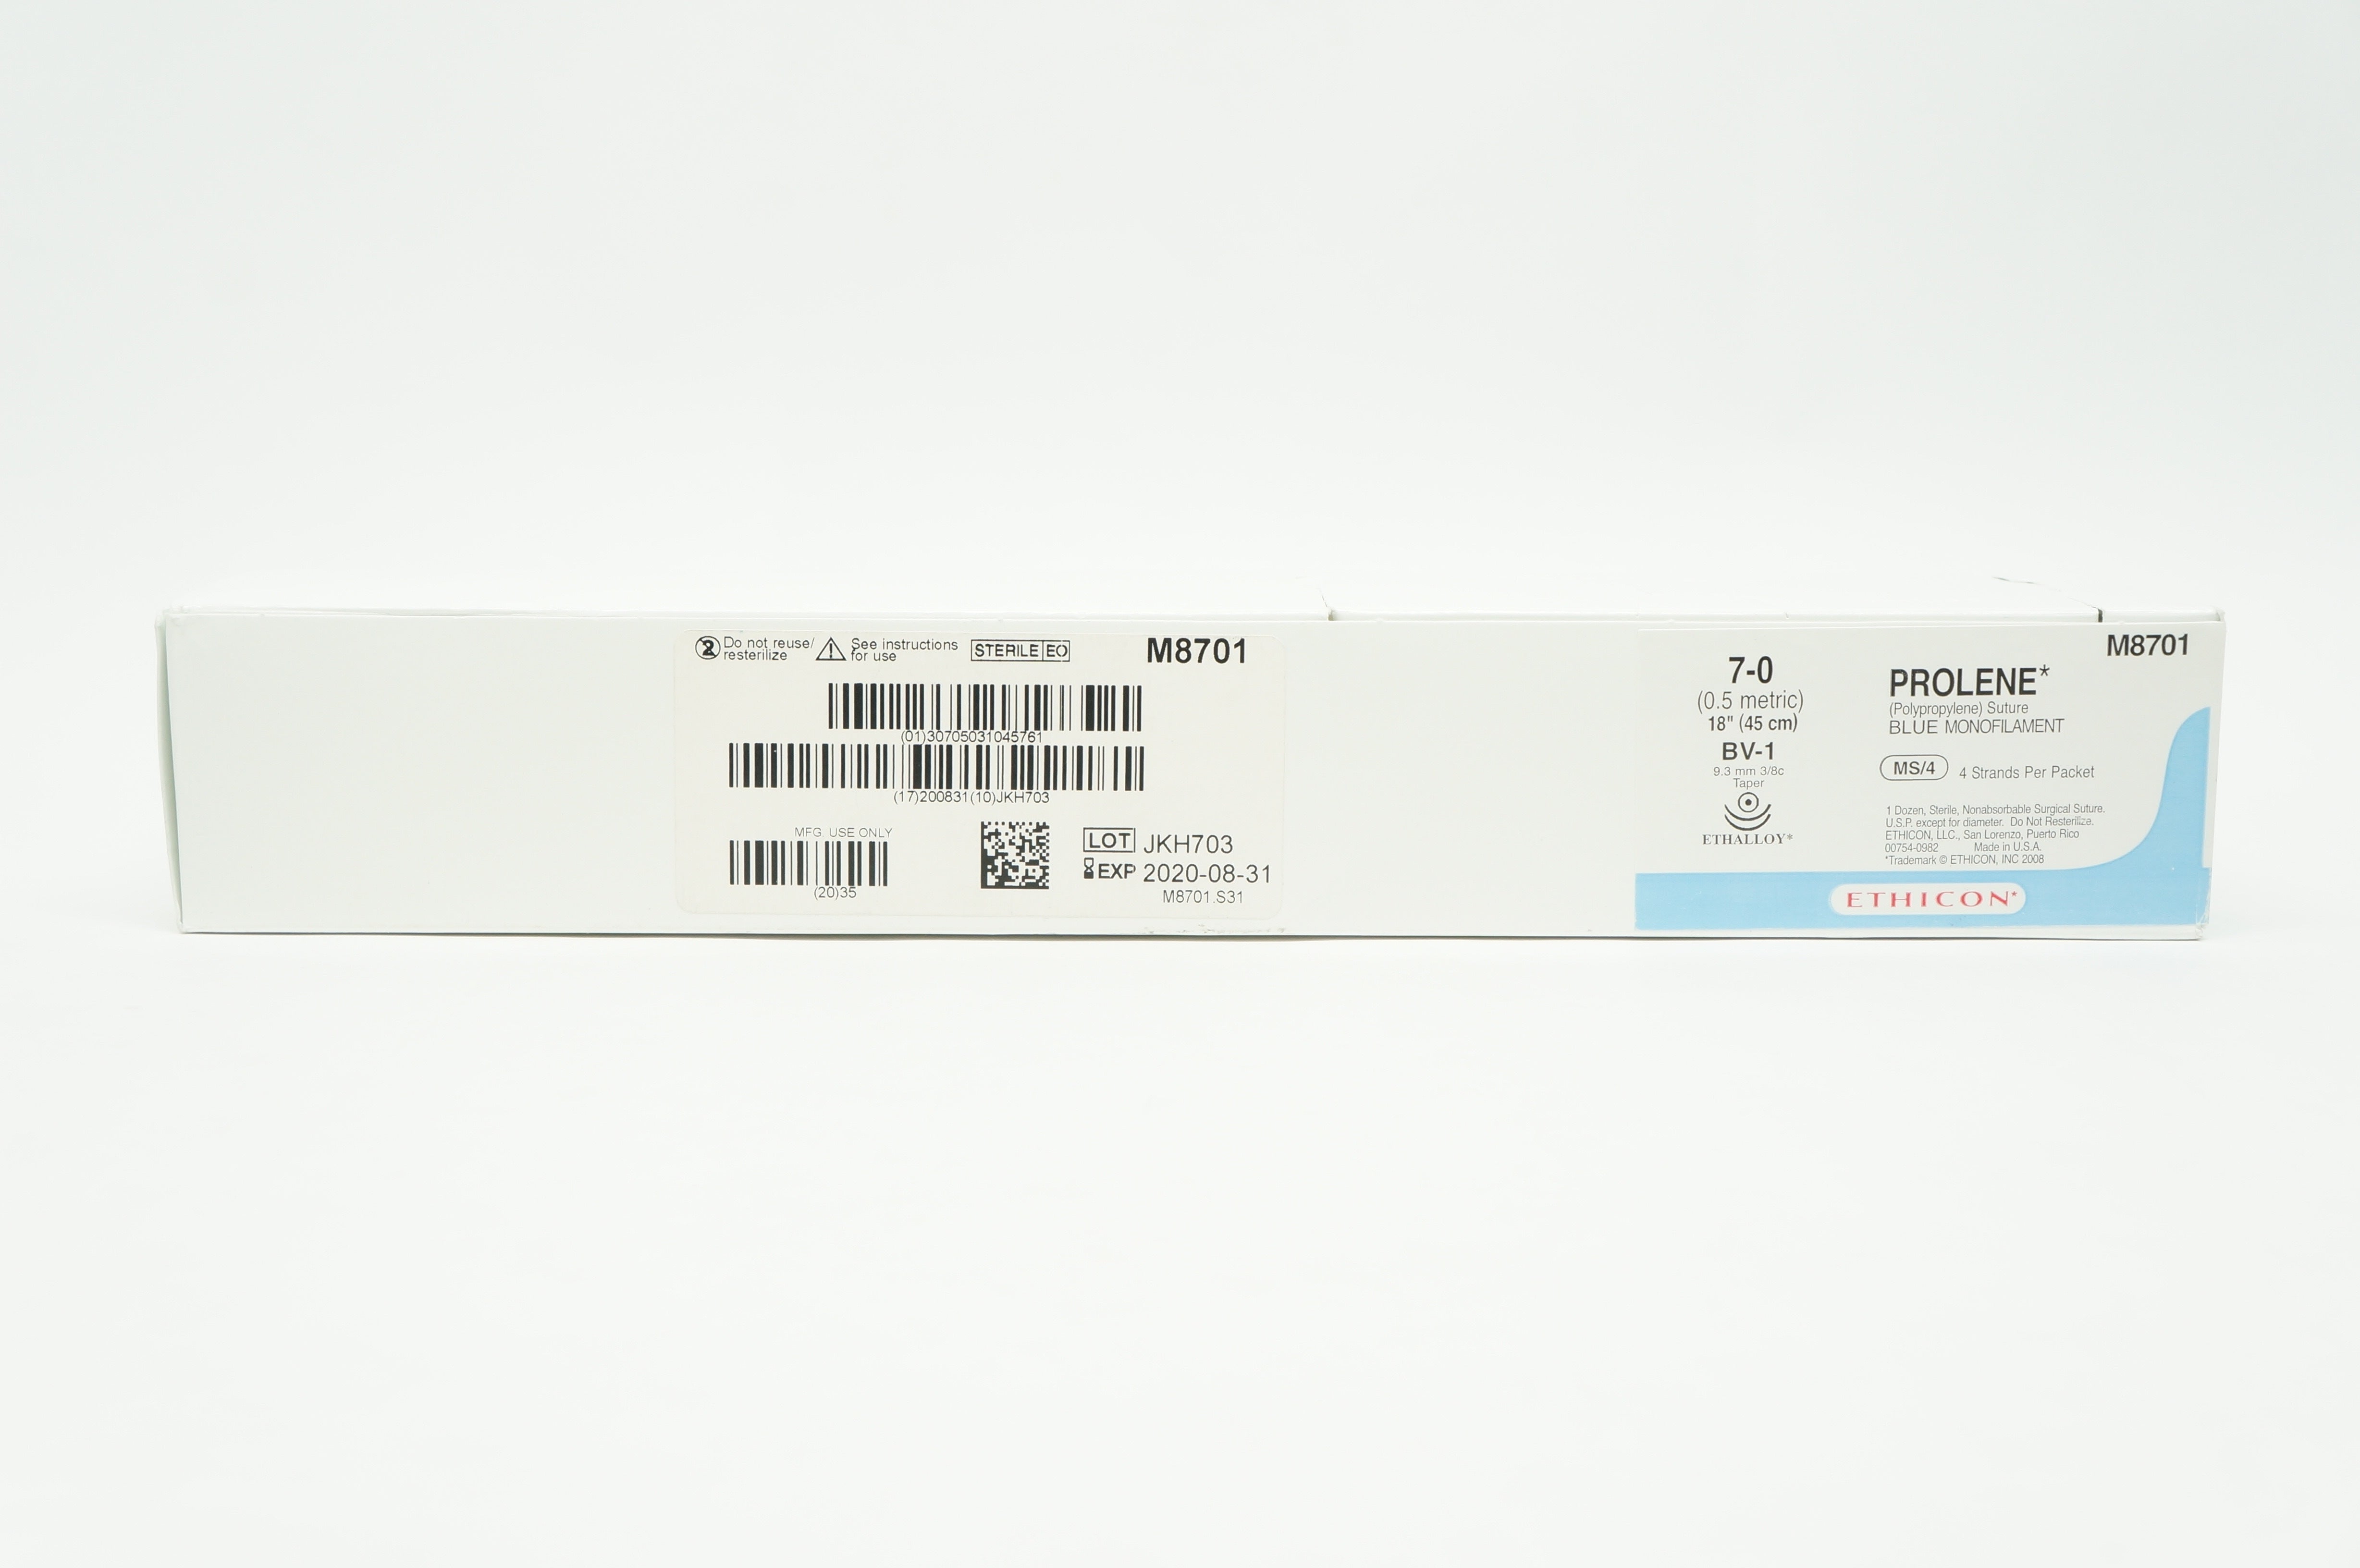 Do not reuse/
resterilize
See instructions
for use
STERILE EO
M8701
(01)30705031045761
(17)200831(10)JKH703
MFG. USE ONLY
(20)35
LOT JKH703
EXP 2020-08-31
M8701.S31
M8701
7-0
(0.5 metric)
18" (45 cm)
BV-1
9.3 mm 3/8c
Taper
ETHALLOY*
PROLENE*
(Polypropylene) Suture
BLUE MONOFILAMENT
MS/4 4 Strands Per Packet
1 Dozen, Sterile, Nonabsorbable Surgical Suture.
U.S.P. except for diameter. Do Not Resterilize.
ETHICON, LLC., San Lorenzo, Puerto Rico
00754-0982 Made in U.S.A.
*Trademark © ETHICON, INC 2008
ETHICON*